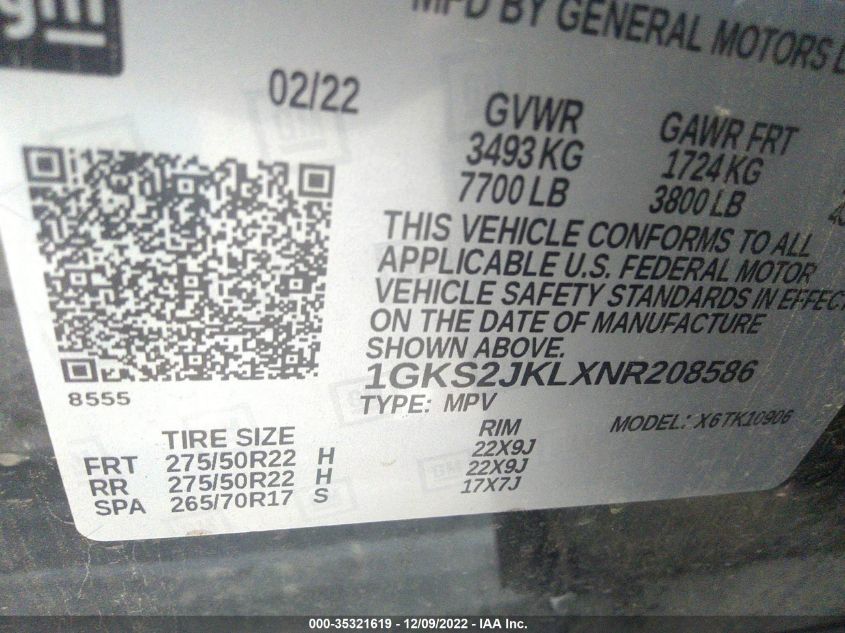 gm
MFD BY GENERAL MOTORS
02/22
GVWR GAWR FRT
3493 KG 1724 KG
7700 LB 3800 LB
THIS VEHICLE CONFORMS TO ALL
APPLICABLE U.S. FEDERAL MOTOR
VEHICLE SAFETY STANDARDS IN EFFECT
ON THE DATE OF MANUFACTURE
SHOWN ABOVE.
1GKS2JKLXNR208586
8555
TYPE: MPV MODEL: X6TK10906
TIRE SIZE RIM
FRT 275/50R22 H 22X9J
RR 275/50R22 H 22X9J
SPA 265/70R17 S 17X7J
000-35321619 - 12/09/2022 - IAA Inc.